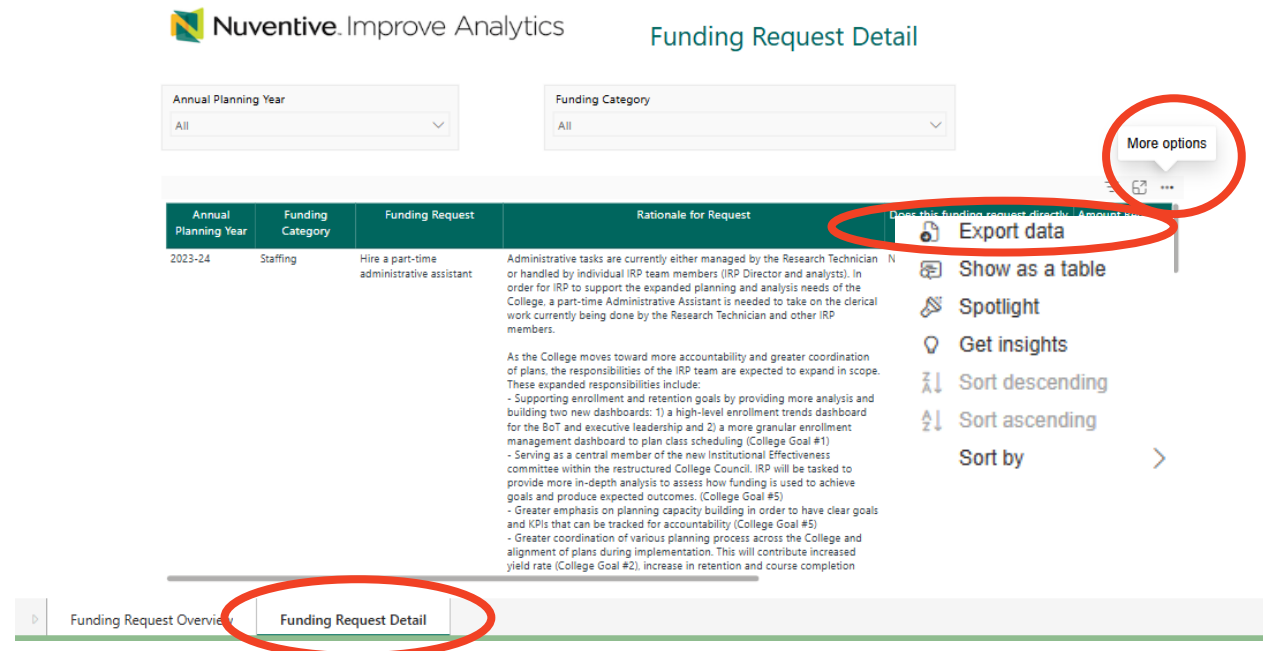 Nuventive. Improve Analytics
Funding Request Detail
Annual Planning Year
All
Funding Category
All
More options
Annual
Planning Year
Funding
Category
Funding Request
Rationale for Request
Does this funding request directly
Amount
2023-24
Staffing
Hire a part-time
administrative assistant
Administrative tasks are currently either managed by the Research Technician
or handled by individual IRP team members (IRP Director and analysts). In
order for IRP to support the expanded planning and analysis needs of the
College, a part-time Administrative Assistant is needed to take on the clerical
work currently being done by the Research Technician and other IRP
members.
As the College moves toward more accountability and greater coordination
of plans, the responsibilities of the IRP team are expected to expand in scope.
These expanded responsibilities include:
- Supporting enrollment and retention goals by providing more analysis and
building two new dashboards: 1) a high-level enrollment trends dashboard
for the BoT and executive leadership and 2) a more granular enrollment
management dashboard to plan class scheduling (College Goal #1)
- Serving as a central member of the new Institutional Effectiveness
committee within the restructured College Council. IRP will be tasked to
provide more in-depth analysis to assess how funding is used to achieve
goals and produce expected outcomes. (College Goal #5)
- Greater emphasis on planning capacity building in order to have clear goals
and KPIs that can be tracked for accountability (College Goal #5)
- Greater coordination of various planning process across the College and
alignment of plans during implementation. This will contribute increased
yield rate (College Goal #2), increase in retention and course completion
N
Export data
Show as a table
Spotlight
Get insights
Sort descending
Sort ascending
Sort by
Funding Request Overview
Funding Request Detail